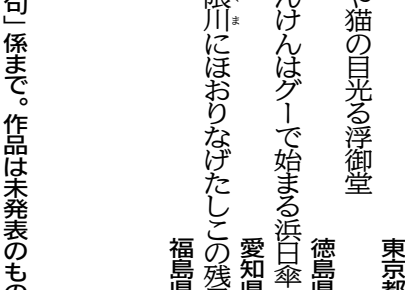 東京都
や猫の目光る浮御堂
徳島県
んけんはグーで始まる浜日傘
愛知県
隈川にほおりなげたしこの残
ま
福島県
句」係まで。作品は未発表のもの